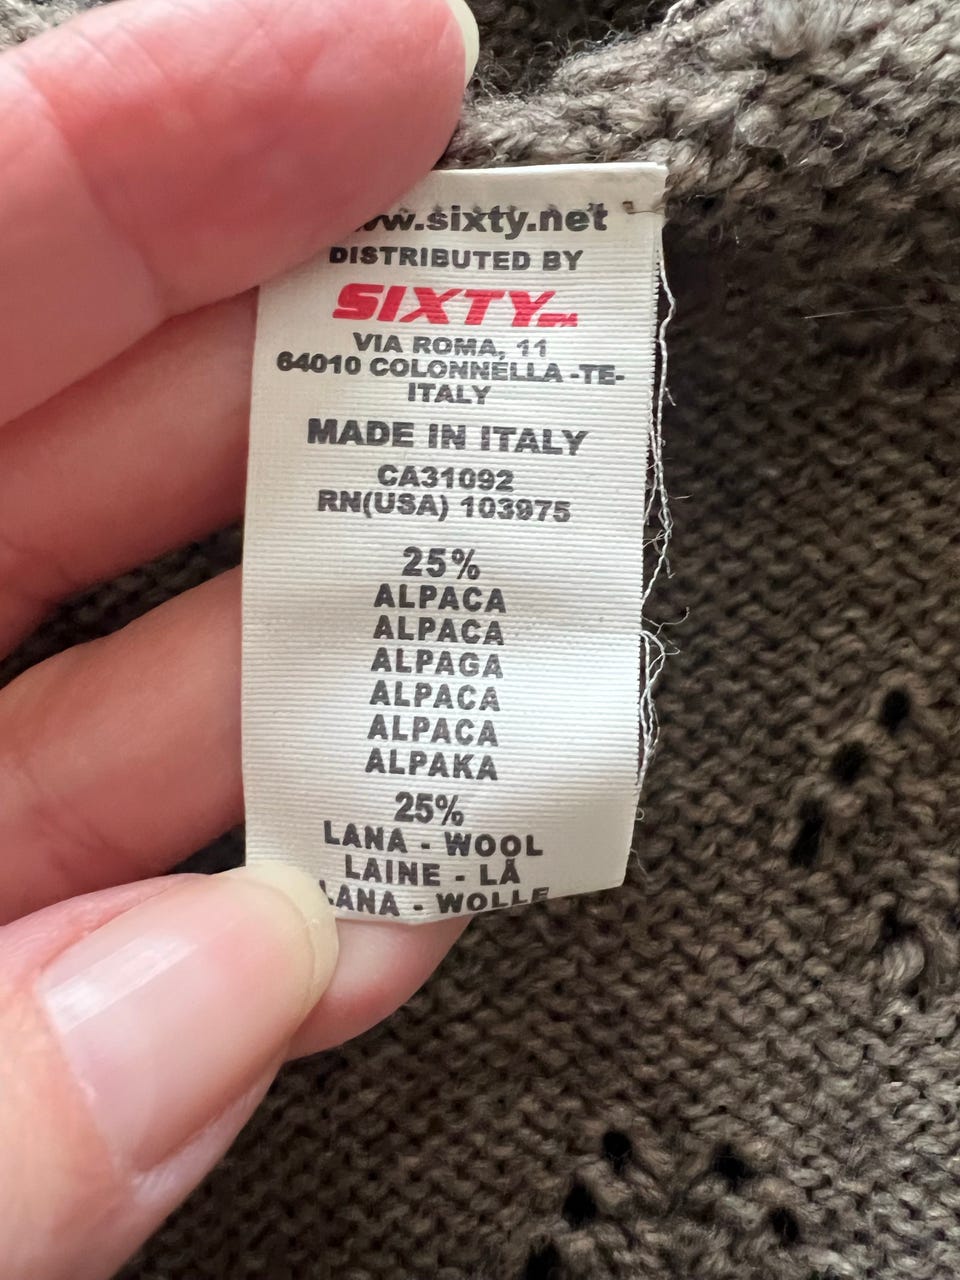 www.sixty.net
DISTRIBUTED BY
SIXTY SPA
VIA ROMA, 11
64010 COLONNELLA -TE-
ITALY
MADE IN ITALY
CA31092
RN(USA) 103975
25%
ALPACA
ALPACA
ALPAGA
ALPACA
ALPACA
ALPAKA
25%
LANA - WOOL
LAINE - LÃ
LANA - WOLLE